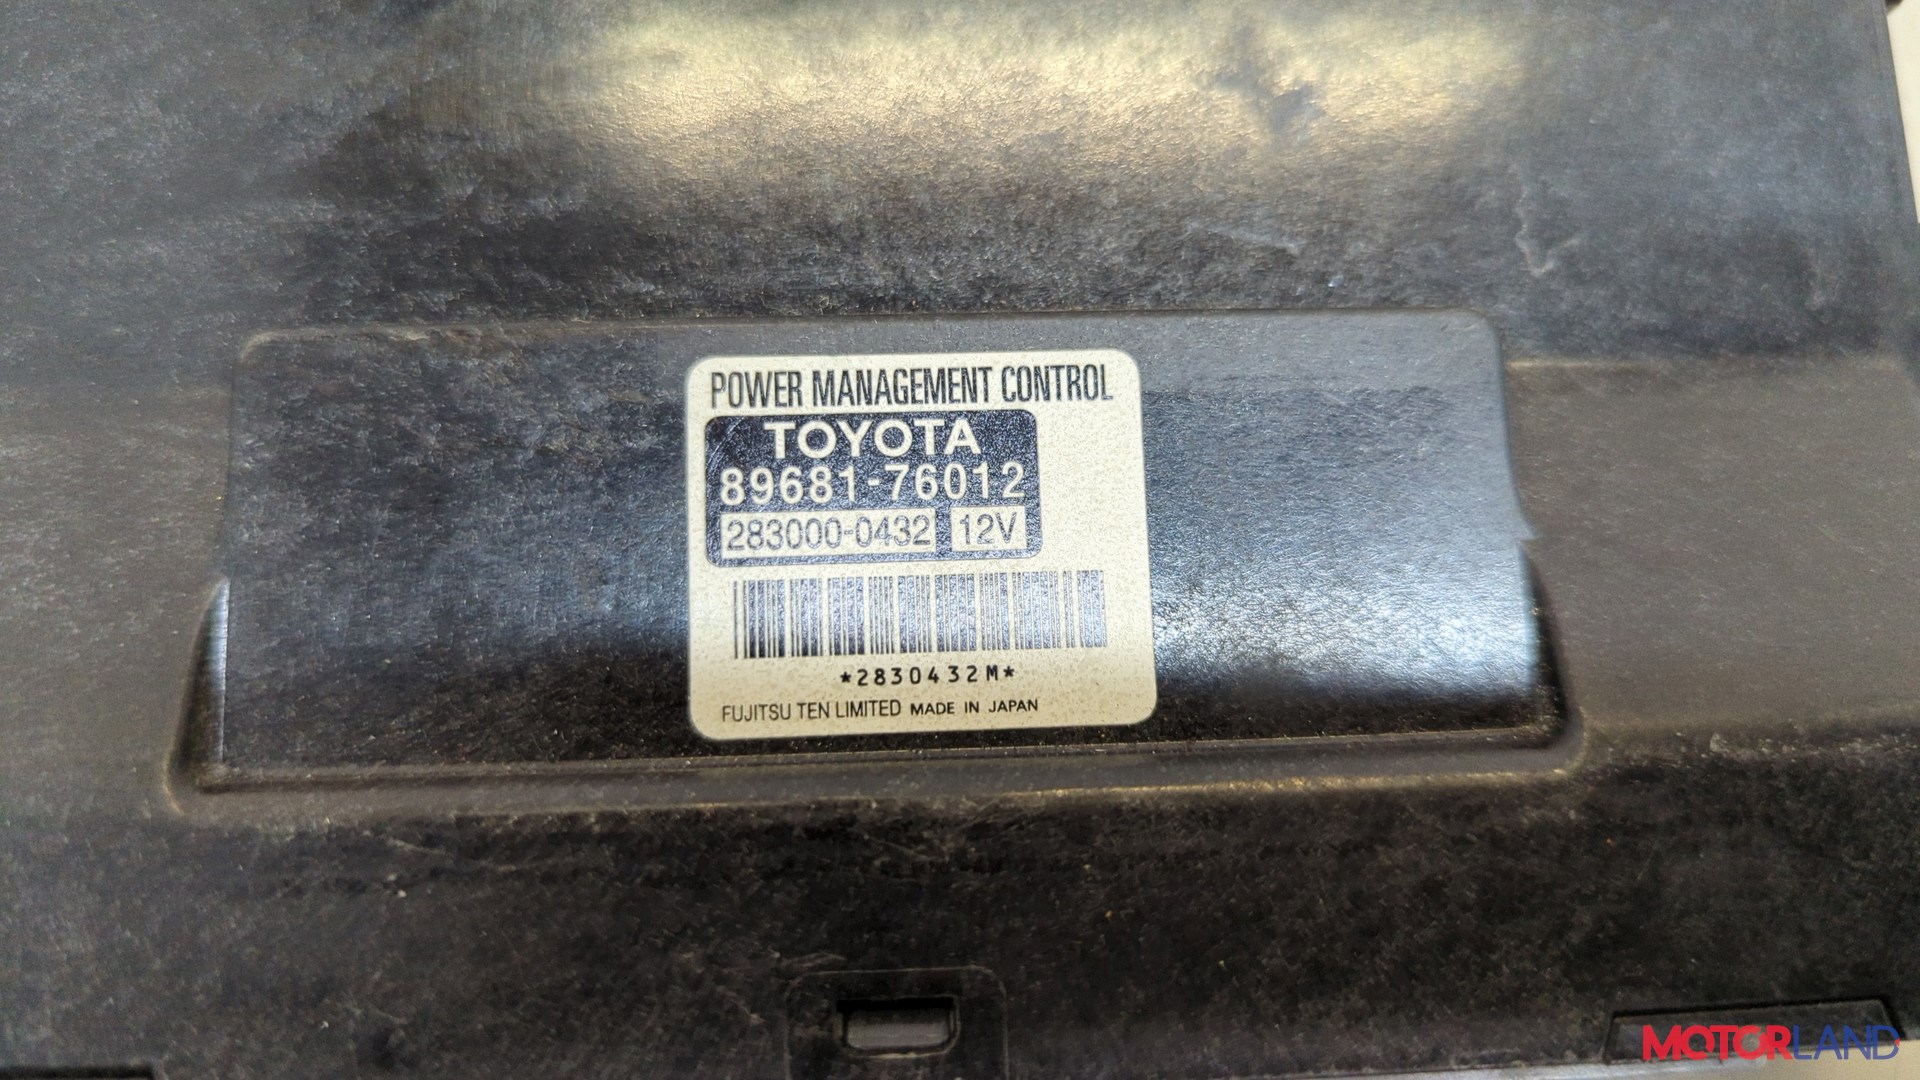 POWER MANAGEMENT CONTROL
TOYOTA
89681-76012
283000-0432 12V
*2830432M*
FUJITSU TEN LIMITED MADE IN JAPAN
MOTORLAND